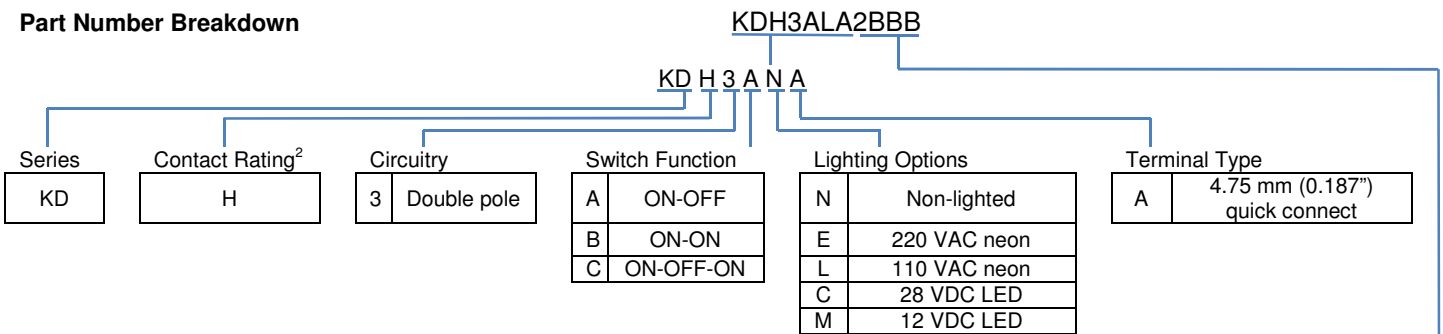 Part Number Breakdown
KDH3ALA2BBB
KD H 3 A N A
Series
Contact Rating2
Circuitry
Switch Function
Lighting Options
Terminal Type
KD
H
3 Double pole
A ON-OFF
B ON-ON
C ON-OFF-ON
N Non-lighted
E 220 VAC neon
L 110 VAC neon
C 28 VDC LED
M 12 VDC LED
A 4.75 mm (0.187”)
quick connect